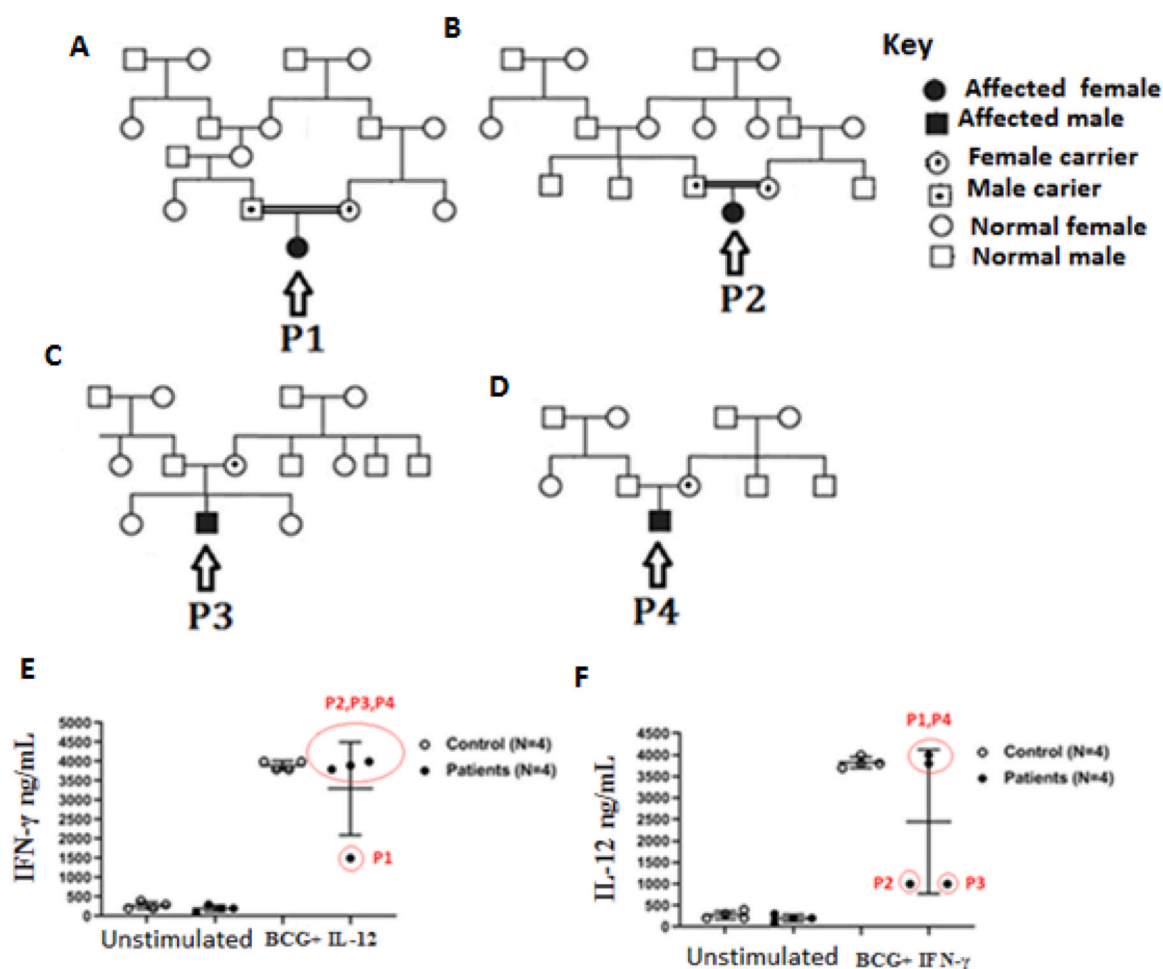 A
B
Key
Affected  female
Affected male
Female carrier
Male carier
Normal female
Normal male
P1
P2
C
D
P3
P4
E
P2,P3,P4
IFN-γ ng/mL
5000
4500
4000
3500
3000
2500
2000
1500
1000
500
0
Control (N=4)
Patients (N=4)
P1
Unstimulated
BCG+ IL-12
F
P1,P4
IL-12 ng/mL
4500
4000
3500
3000
2500
2000
1500
1000
500
0
Control (N=4)
Patients (N=4)
P2
P3
Unstimulated
BCG+ IFN-γ